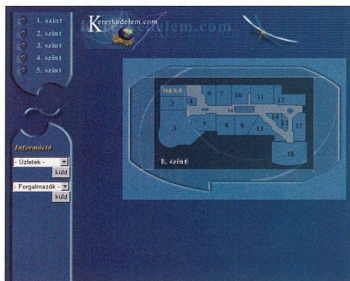 1. szint
2. szint
3. szint
4. szint
5. szint
Kereskedelem.com
Információ
- Üzletek -
küld
- Forgalmazók -
küld
2
3
4
5
6
7
8
9
10
11
12
13
14
15
17
18
1. szint